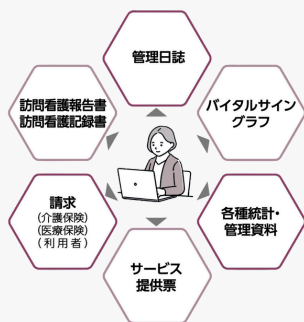 管理日誌
訪問看護報告書
訪問看護記録書
バイタルサイン
グラフ
請求
(介護保険)
(医療保険)
(利用者)
各種統計・
管理資料
サービス
提供票